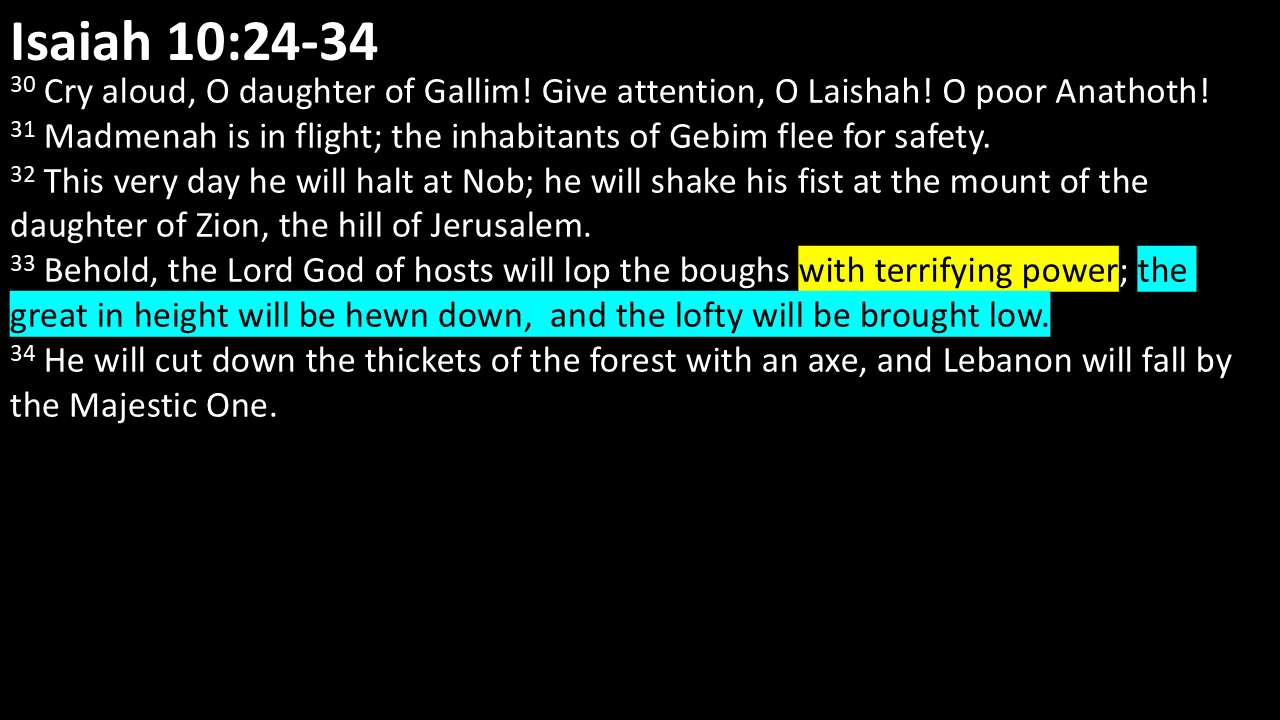 Isaiah 10:24-34
30 Cry aloud, O daughter of Gallim! Give attention, O Laishah! O poor Anathoth!
31 Madmenah is in flight; the inhabitants of Gebim flee for safety.
32 This very day he will halt at Nob; he will shake his fist at the mount of the
daughter of Zion, the hill of Jerusalem.
33 Behold, the Lord God of hosts will lop the boughs with terrifying power; the
great in height will be hewn down,  and the lofty will be brought low.
34 He will cut down the thickets of the forest with an axe, and Lebanon will fall by
the Majestic One.